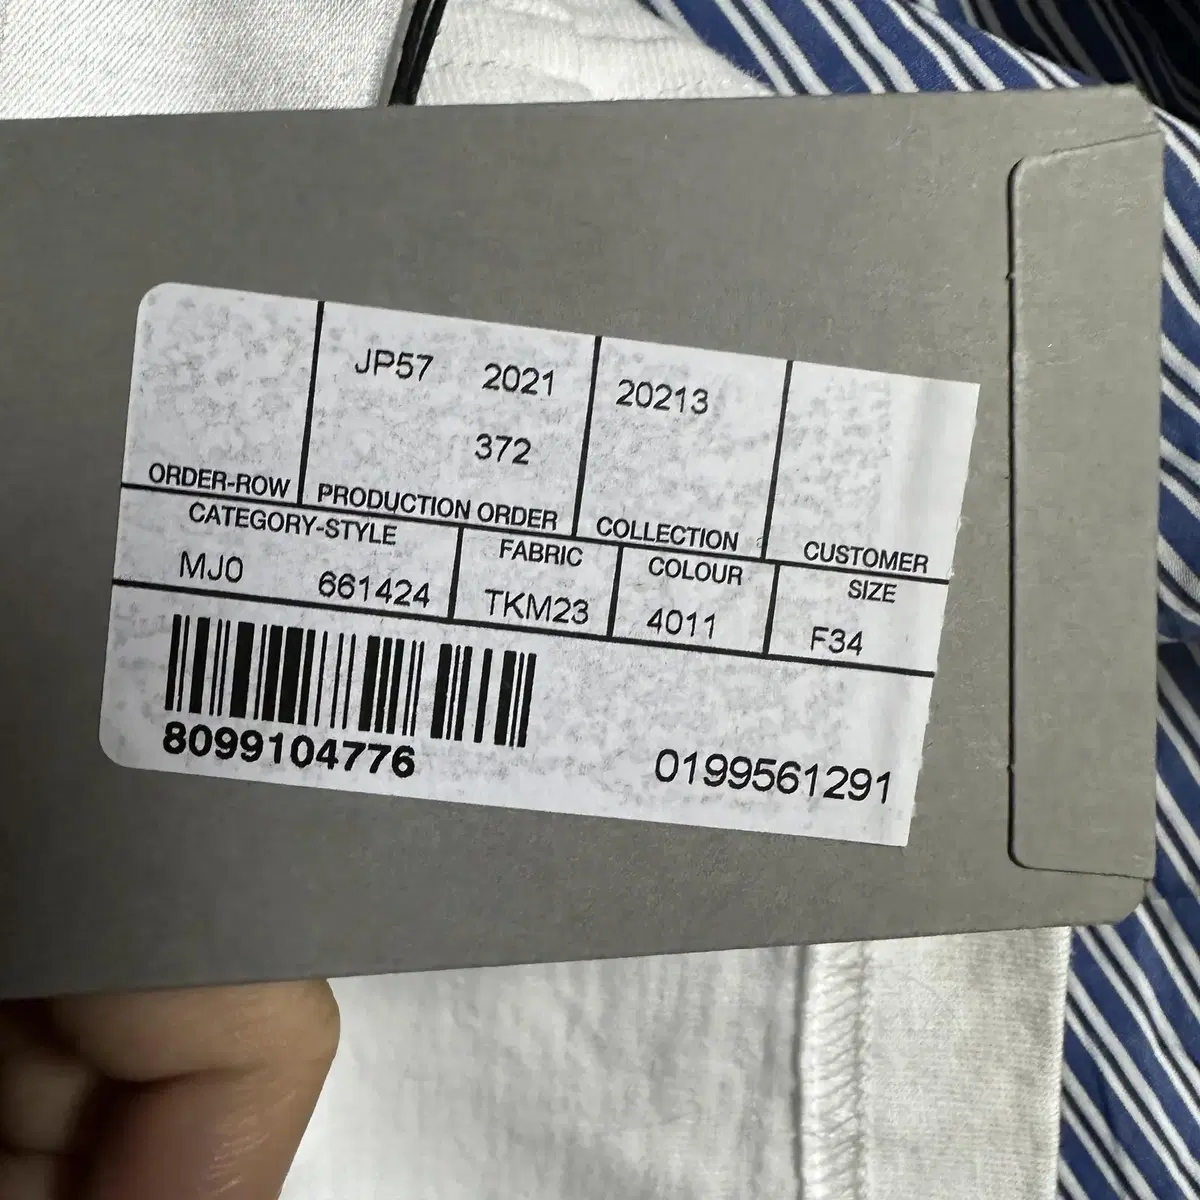 JP57 2021
372
20213
ORDER-ROW
PRODUCTION ORDER
COLLECTION
CUSTOMER
CATEGORY-STYLE
MJ0 661424
FABRIC
TKM23
COLOUR
4011
SIZE
F34
8099104776
0199561291